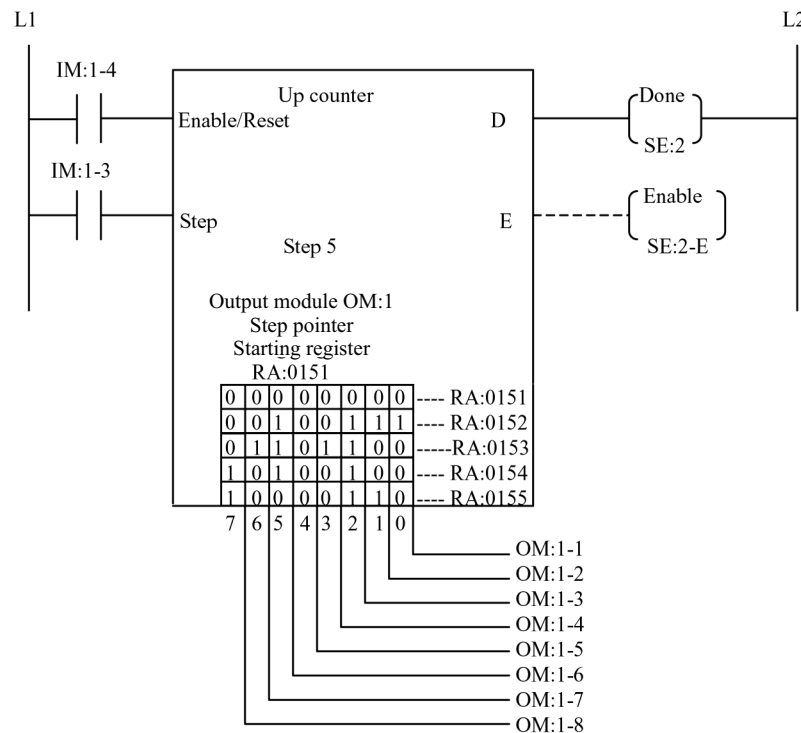 L1
L2
IM:1-4
Up counter
Done
Enable/Reset
D
SE:2
IM:1-3
Enable
Step
E
Step 5
SE:2-E
Output module OM:1
Step pointer
Starting register
RA:0151
0 0 0 0 0 0 0 0 ---- RA:0151
0 0 1 0 0 1 1 1 ---- RA:0152
0 1 1 0 1 1 0 0 -----RA:0153
1 0 1 0 0 1 0 0 ---- RA:0154
1 0 0 0 0 1 1 0 ---- RA:0155
7 6 5 4 3 2 1 0
OM:1-1
OM:1-2
OM:1-3
OM:1-4
OM:1-5
OM:1-6
OM:1-7
OM:1-8